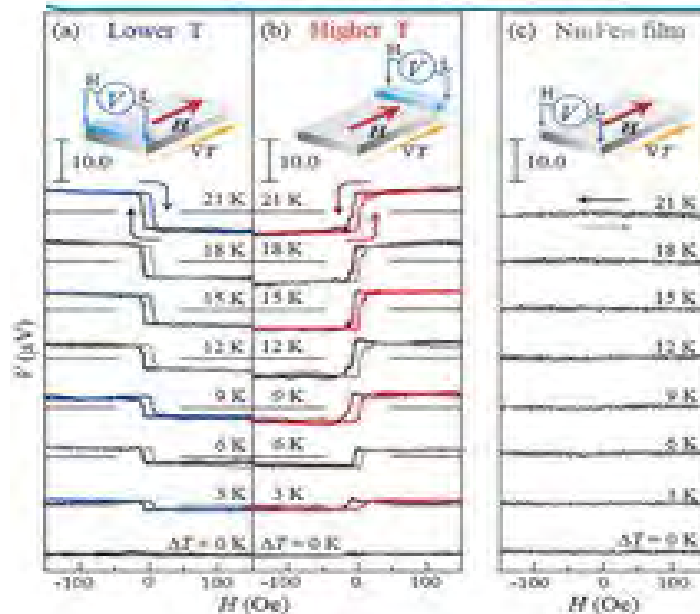 (a) Lower T
(b) Higher T
(c) Ni₈₁Fe₁₉ film
H V L
H V L
H V L
H
H
H
∇T
∇T
∇T
10.0
10.0
10.0
21 K 21 K 21 K
18 K 18 K 18 K
15 K 15 K 15 K
12 K 12 K 12 K
9 K 9 K 9 K
6 K 6 K 6 K
3 K 3 K 3 K
ΔT = 0 K ΔT = 0 K ΔT = 0 K
V (μV)
-100 0 100 -100 0 100 -100 0 100
H (Oe) H (Oe) H (Oe)